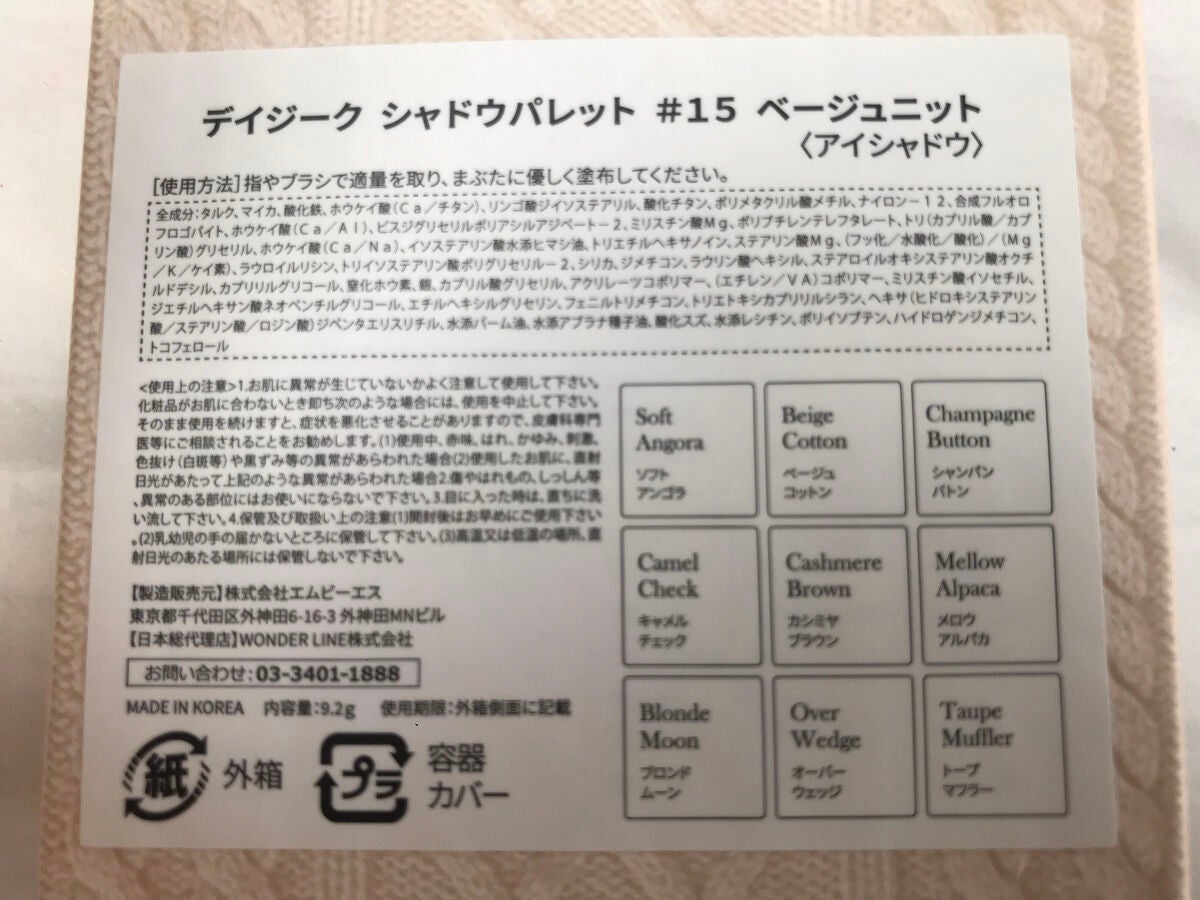 デイジーク シャドウパレット #15 ベージュニット
〈アイシャドウ〉
[使用方法]指やブラシで適量を取り、まぶたに優しく塗布してください。
全成分:タルク、マイカ、酸化鉄、ホウケイ酸(Ca/チタン)、リンゴ酸ジイソステアリル、酸化チタン、ポリメタクリル酸メチル、ナイロン－12、合成フルオロ
フロゴパイト、ホウケイ酸(Ca/Al)、ビスジグリセリルポリアシルアジペート－2、ミリスチン酸Mg、ポリブチレンテレフタレート、トリ(カプリル酸/カプ
リン酸)グリセリル、ホウケイ酸(Ca/Na)、イソステアリン酸水添ヒマシ油、トリエチルヘキサノイン、ステアリン酸Mg、(フッ化/水酸化/酸化)/(Mg
/K/ケイ素)、ラウロイルリシン、トリイソステアリン酸ポリグリセリル－2、シリカ、ジメチコン、ラウリン酸ヘキシル、ステアロイルオキシステアリン酸オクチ
ルドデシル、カプリリルグリコール、窒化ホウ素、銀、カプリル酸グリセリル、アクリレーツコポリマー、(エチレン/VA)コポリマー、ミリスチン酸イソセチル、
ジエチルヘキサン酸ネオペンチルグリコール、エチルヘキシルグリセリン、フェニルトリメチコン、トリエトキシカプリリルシラン、ヘキサ(ヒドロキシステアリン
酸/ステアリン酸/ロジン酸)ジペンタエリスリチル、水添パーム油、水添アブラナ種子油、酸化スズ、水添レシチン、ポリイソブテン、ハイドロゲンジメチコン、
トコフェロール
<使用上の注意>1.お肌に異常が生じていないかよく注意して使用して下さい。
化粧品がお肌に合わないとき即ち次のような場合には、使用を中止して下さい。
そのまま使用を続けますと、症状を悪化させることがありますので、皮膚科専門
医等にご相談されることをお勧めします。(1)使用中、赤味、はれ、かゆみ、刺激、
色抜け(白斑等)や黒ずみ等の異常があらわれた場合(2)使用したお肌に、直射
日光があたって上記のような異常があらわれた場合2.傷やはれもの、しっしん等
、異常のある部位にはお使いにならないで下さい。3.目に入った時は、直ちに洗
い流して下さい。4.保管及び取扱い上の注意(1)開封後はお早めにご使用下さい
。(2)乳幼児の手の届かないところに保管して下さい。(3)高温又は低温の場所、直
射日光のあたる場所には保管しないで下さい。
【製造販売元】株式会社エムビーエス
東京都千代田区外神田6-16-3 外神田MNビル
【日本総代理店】WONDER LINE株式会社
お問い合わせ:03-3401-1888
MADE IN KOREA 内容量:9.2g 使用期限:外箱側面に記載
紙 外箱
プラ 容器
カバー
Soft
Angora
ソフト
アンゴラ
Beige
Cotton
ベージュ
コットン
Champagne
Button
シャンパン
バトン
Camel
Check
キャメル
チェック
Cashmere
Brown
カシミヤ
ブラウン
Mellow
Alpaca
メロウ
アルパカ
Blonde
Moon
ブロンド
ムーン
Over
Wedge
オーバー
ウェッジ
Taupe
Muffler
トープ
マフラー